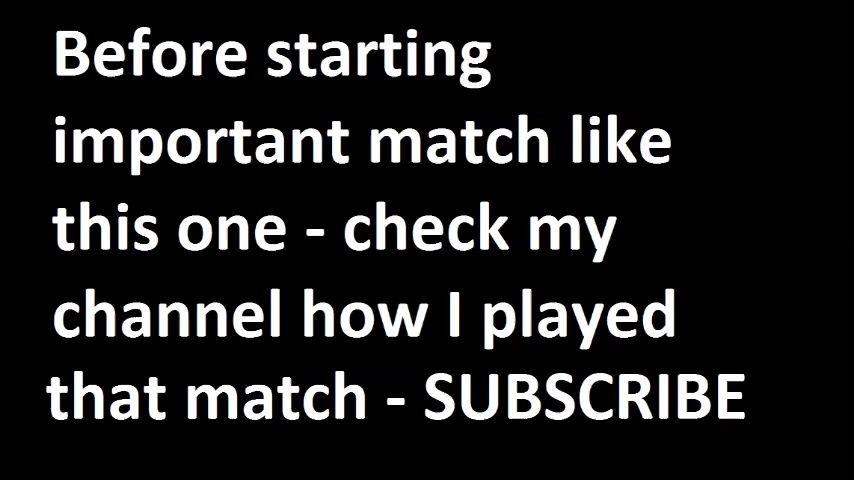 Before starting
important match like
this one - check my
channel how I played
that match - SUBSCRIBE